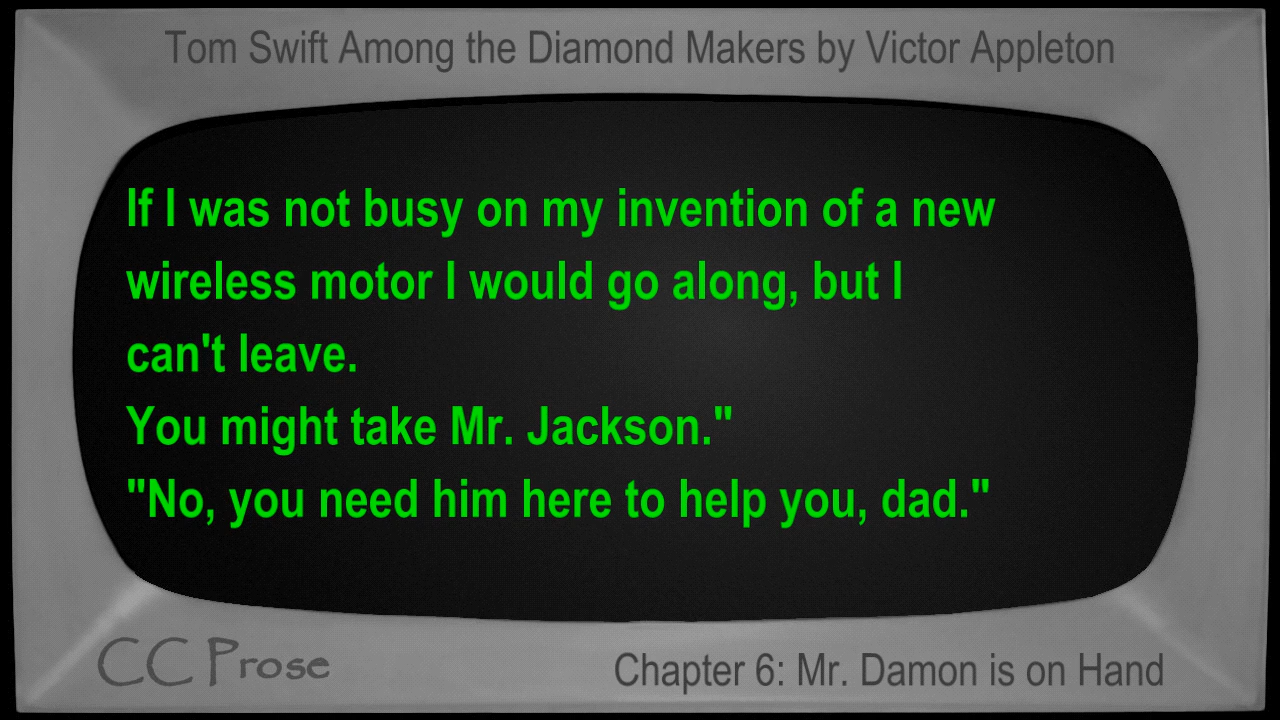 Tom Swift Among the Diamond Makers by Victor Appleton
If I was not busy on my invention of a new
wireless motor I would go along, but I
can't leave.
You might take Mr. Jackson."
"No, you need him here to help you, dad."
CC Prose
Chapter 6: Mr. Damon is on Hand